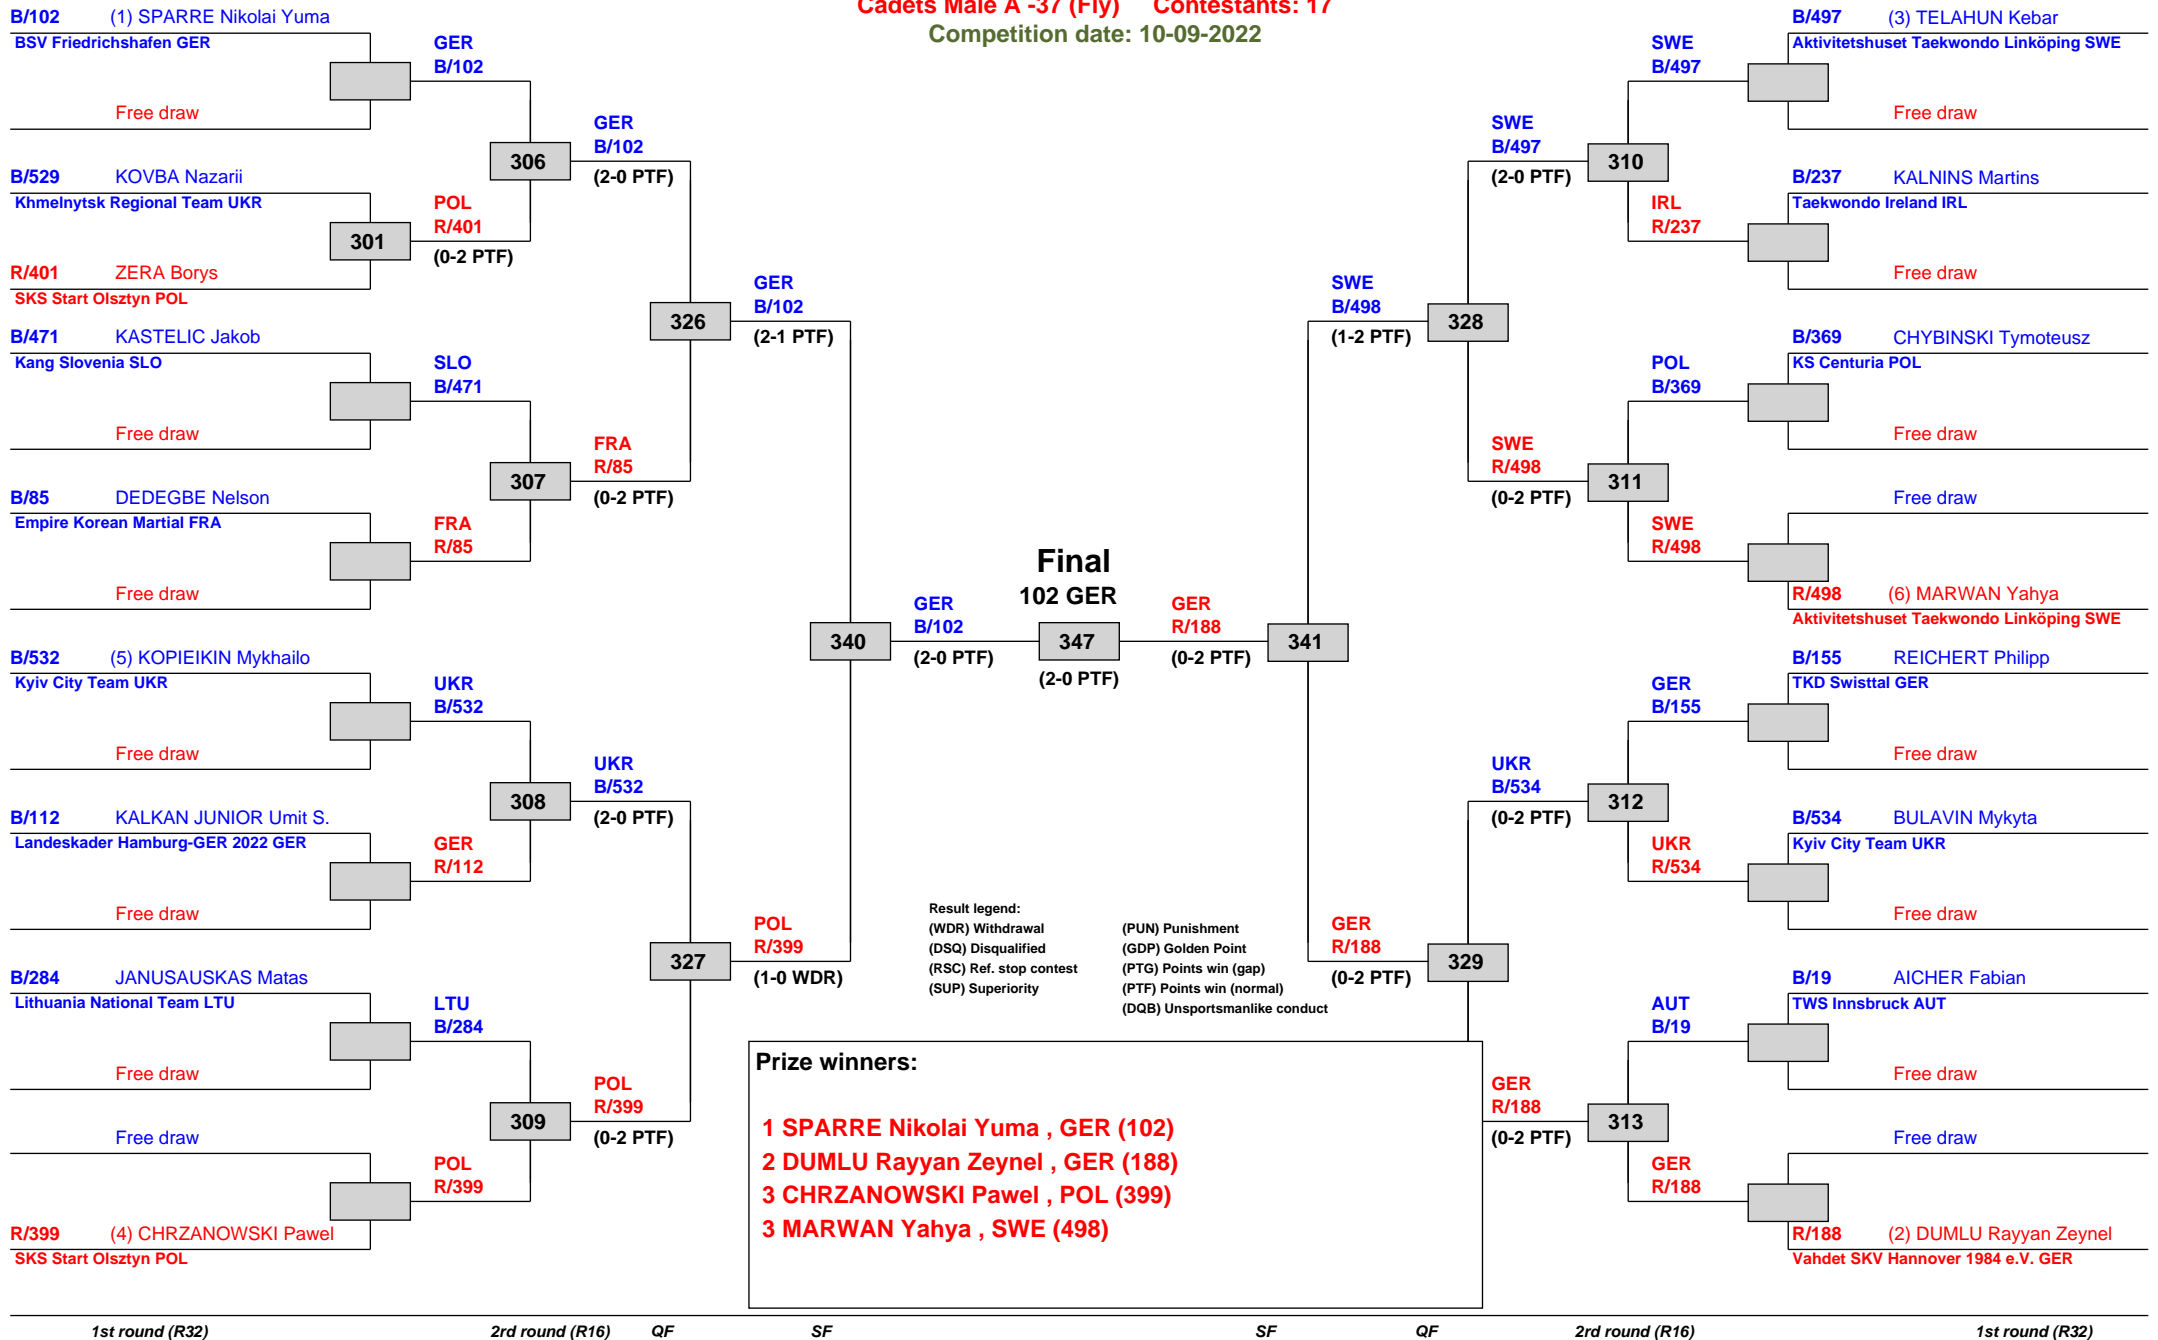 Cadets Male A -37 (Fly) Contestants: 17
Competition date: 10-09-2022
B/102 (1) SPARRE Nikolai Yuma
BSV Friedrichshafen GER
Free draw
B/529 KOVBA Nazarii
Khmelnytsk Regional Team UKR
R/401 ZERA Borys
SKS Start Olsztyn POL
B/471 KASTELIC Jakob
Kang Slovenia SLO
Free draw
B/85 DEDEGBE Nelson
Empire Korean Martial FRA
Free draw
B/532 (5) KOPIEIKIN Mykhailo
Kyiv City Team UKR
Free draw
B/112 KALKAN JUNIOR Umit S.
Landeskader Hamburg-GER 2022 GER
Free draw
B/284 JANUSAUSKAS Matas
Lithuania National Team LTU
Free draw
Free draw
R/399 (4) CHRZANOWSKI Pawel
SKS Start Olsztyn POL
301
GER
B/102
POL
R/401
(0-2 PTF)
SLO
B/471
FRA
R/85
UKR
B/532
GER
R/112
LTU
B/284
POL
R/399
306
307
308
309
GER
B/102
(2-0 PTF)
FRA
R/85
(0-2 PTF)
UKR
B/532
(2-0 PTF)
POL
R/399
(0-2 PTF)
326
327
GER
B/102
(2-1 PTF)
POL
R/399
(1-0 WDR)
340
GER
B/102
(2-0 PTF)
Final
102 GER
347
(2-0 PTF)
GER
R/188
(0-2 PTF)
341
SWE
B/498
(1-2 PTF)
GER
R/188
(0-2 PTF)
328
329
SWE
B/497
(2-0 PTF)
SWE
R/498
(0-2 PTF)
UKR
B/534
(0-2 PTF)
GER
R/188
(0-2 PTF)
310
311
312
313
SWE
B/497
IRL
R/237
POL
B/369
SWE
R/498
GER
B/155
UKR
R/534
AUT
B/19
GER
R/188
B/497 (3) TELAHUN Kebar
Aktivitetshuset Taekwondo Linköping SWE
Free draw
B/237 KALNINS Martins
Taekwondo Ireland IRL
Free draw
B/369 CHYBINSKI Tymoteusz
KS Centuria POL
Free draw
Free draw
R/498 (6) MARWAN Yahya
Aktivitetshuset Taekwondo Linköping SWE
B/155 REICHERT Philipp
TKD Swisttal GER
Free draw
B/534 BULAVIN Mykyta
Kyiv City Team UKR
Free draw
B/19 AICHER Fabian
TWS Innsbruck AUT
Free draw
Free draw
R/188 (2) DUMLU Rayyan Zeynel
Vahdet SKV Hannover 1984 e.V. GER
Result legend:
(WDR) Withdrawal
(DSQ) Disqualified
(RSC) Ref. stop contest
(SUP) Superiority
(PUN) Punishment
(GDP) Golden Point
(PTG) Points win (gap)
(PTF) Points win (normal)
(DQB) Unsportsmanlike conduct
Prize winners:
1 SPARRE Nikolai Yuma , GER (102)
2 DUMLU Rayyan Zeynel , GER (188)
3 CHRZANOWSKI Pawel , POL (399)
3 MARWAN Yahya , SWE (498)
1st round (R32) 2rd round (R16) QF SF SF QF 2rd round (R16) 1st round (R32)